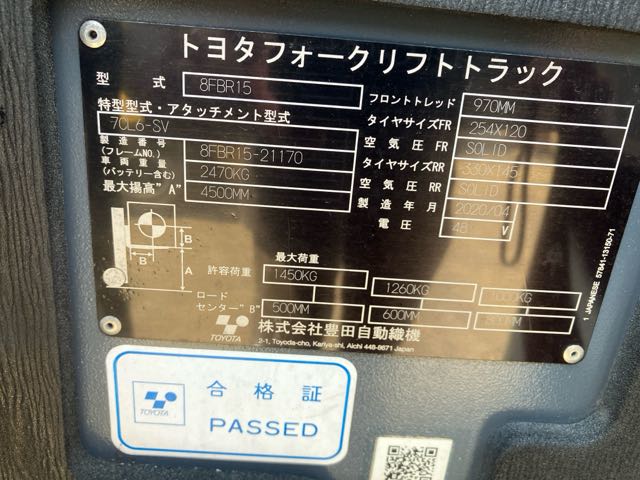 トヨタフォークリフトトラック
型式 8FBR15
特型型式・アタッチメント型式
70L6-SV
製造番号 (フレームNO.) 8FBR15-21170
車両重量 (バッテリー含む) 2470KG
最大揚高"A" 4500MM
フロントトレッド 970MM
タイヤサイズFR 254X120
空気圧FR SOLID
タイヤサイズRR 330X145
空気圧RR SOLID
製造年月 2020/04
電圧 48 V
B
B
A
最大荷重
許容荷重 1450KG 1260KG
ロードセンター"B" 500MM 600MM
TOYOTA
株式会社豊田自動織機
2-1, Toyoda-cho, Kariya-shi, Aichi 448-8671 Japan
1 JAPANESE 57641-13150-71
TOYOTA
合格証
PASSED